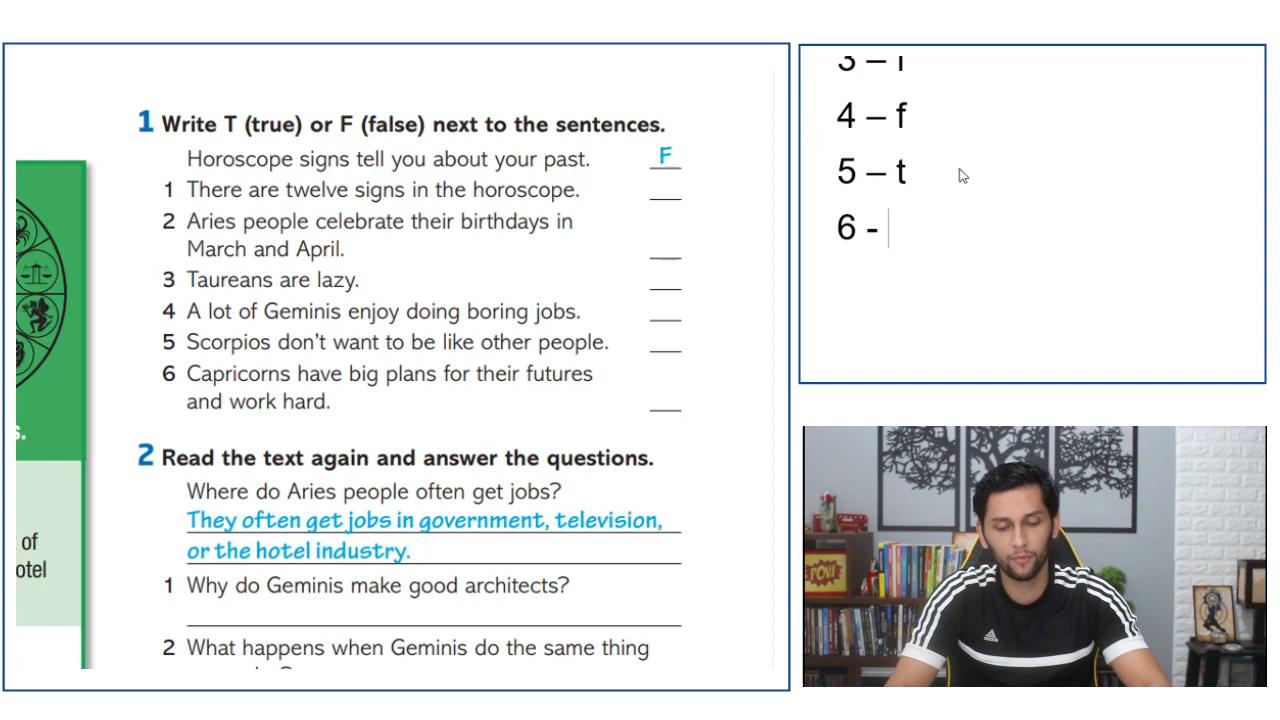 1 Write T (true) or F (false) next to the sentences.
Horoscope signs tell you about your past. F
1 There are twelve signs in the horoscope.
2 Aries people celebrate their birthdays in
March and April.
3 Taureans are lazy.
4 A lot of Geminis enjoy doing boring jobs.
5 Scorpios don't want to be like other people.
6 Capricorns have big plans for their futures
and work hard.
2 Read the text again and answer the questions.
Where do Aries people often get jobs?
They often get jobs in government, television,
or the hotel industry.
1 Why do Geminis make good architects?
2 What happens when Geminis do the same thing
s.
of
otel
3 –
4 – f
5 – t
6 -
POW!
adidas